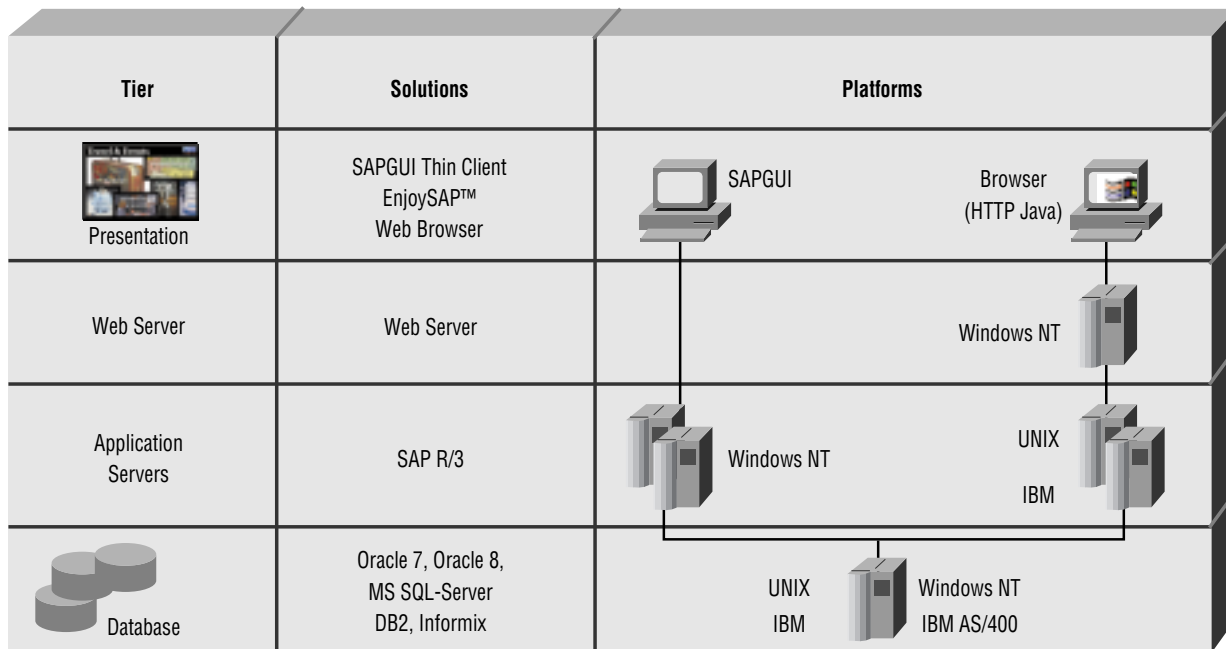 Tier
Solutions
Platforms
Presentation
SAPGUI Thin Client
EnjoySAP™
Web Browser
SAPGUI
Browser
(HTTP Java)
Web Server
Web Server
Windows NT
Application
Servers
SAP R/3
Windows NT
UNIX
IBM
Database
Oracle 7, Oracle 8,
MS SQL-Server
DB2, Informix
UNIX
IBM
Windows NT
IBM AS/400